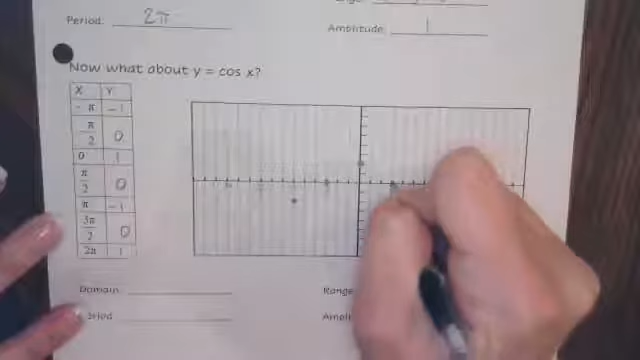 Period: 2π
Amplitude: 1
Now what about y = cos x?
X Y
-π -1
π/2 0
0 1
π/2 0
π -1
3π/2 0
2π 1
Domain:
Range